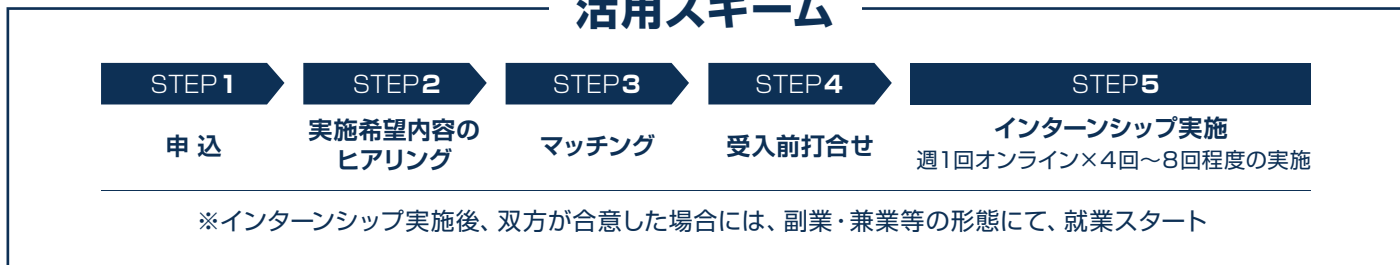 活用スキーム
STEP1
申込
STEP2
実施希望内容の
ヒアリング
STEP3
マッチング
STEP4
受入前打合せ
STEP5
インターンシップ実施
週1回オンライン×4回～8回程度の実施
※インターンシップ実施後、双方が合意した場合には、副業・兼業等の形態にて、就業スタート